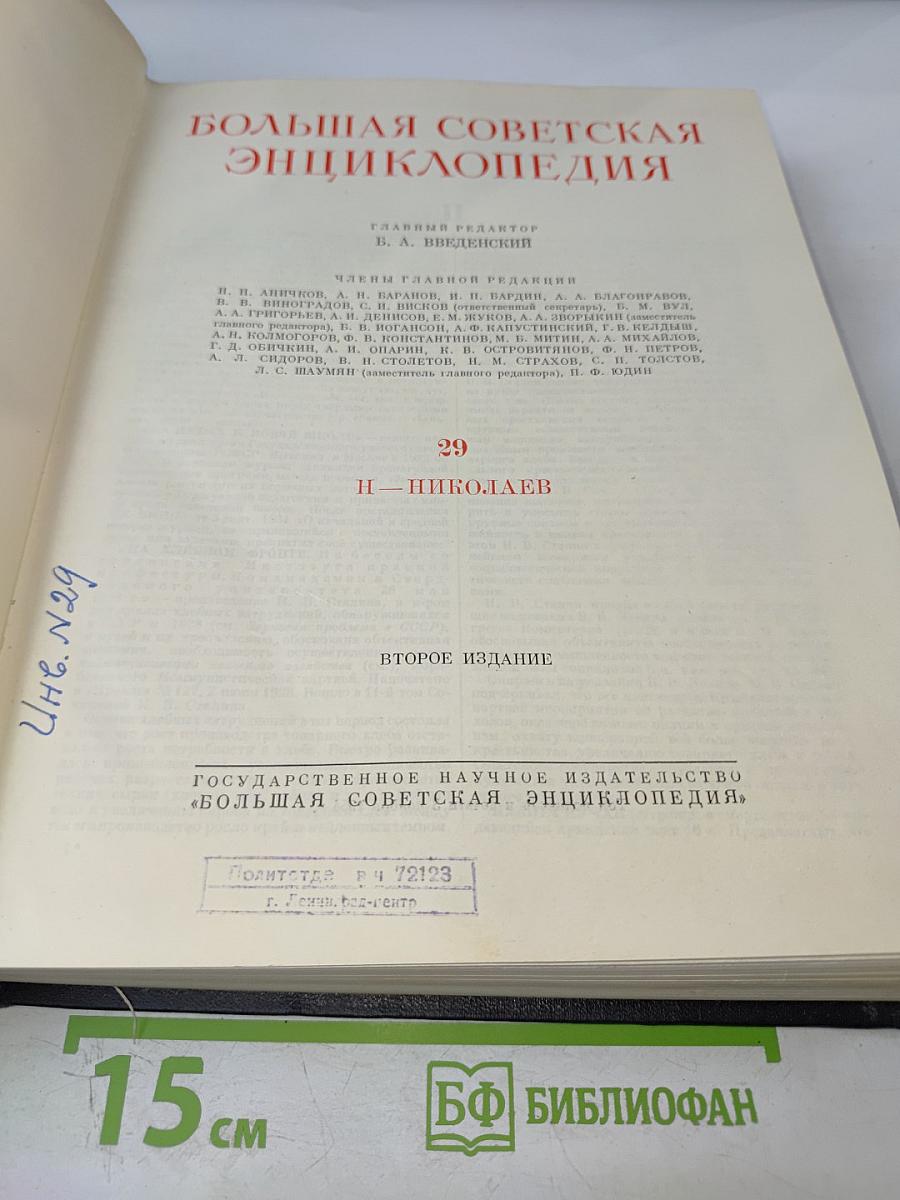 БОЛЬШАЯ СОВЕТСКАЯ
ЭНЦИКЛОПЕДИЯ
ГЛАВНЫЙ РЕДАКТОР
Б. А. ВВЕДЕНСКИЙ
ЧЛЕНЫ ГЛАВНОЙ РЕДАКЦИИ
Н. Н. АНИЧКОВ, А. Н. БАРАНОВ, И. П. БАРДИН, А. А. БЛАГОНРАВОВ,
В. В. ВИНОГРАДОВ, С. И. ВИСКОВ (ответственный секретарь), Б. М. ВУЛ,
А. А. ГРИГОРЬЕВ, А. И. ДЕНИСОВ, Е. М. ЖУКОВ, А. А. ЗВОРЫКИН (заместитель
главного редактора), Б. В. ИОГАНСОН, А. Ф. КАПУСТИНСКИЙ, Г. В. КЕЛДЫШ,
А. Н. КОЛМОГОРОВ, Ф. В. КОНСТАНТИНОВ, М. Б. МИТИН, А. А. МИХАЙЛОВ,
Г. Д. ОБИЧКИН, А. И. ОПАРИН, К. В. ОСТРОВИТЯНОВ, Ф. Н. ПЕТРОВ,
А. Л. СИДОРОВ, В. Н. СТОЛЕТОВ, Н. М. СТРАХОВ, С. П. ТОЛСТОВ,
Л. С. ШАУМЯН (заместитель главного редактора), П. Ф. ЮДИН
29
Н — НИКОЛАЕВ
Инв. N29
ВТОРОЕ ИЗДАНИЕ
ГОСУДАРСТВЕННОЕ НАУЧНОЕ ИЗДАТЕЛЬСТВО
«БОЛЬШАЯ СОВЕТСКАЯ ЭНЦИКЛОПЕДИЯ»
в ч 72123
г.
15 см
БФ БИБЛИОФАН